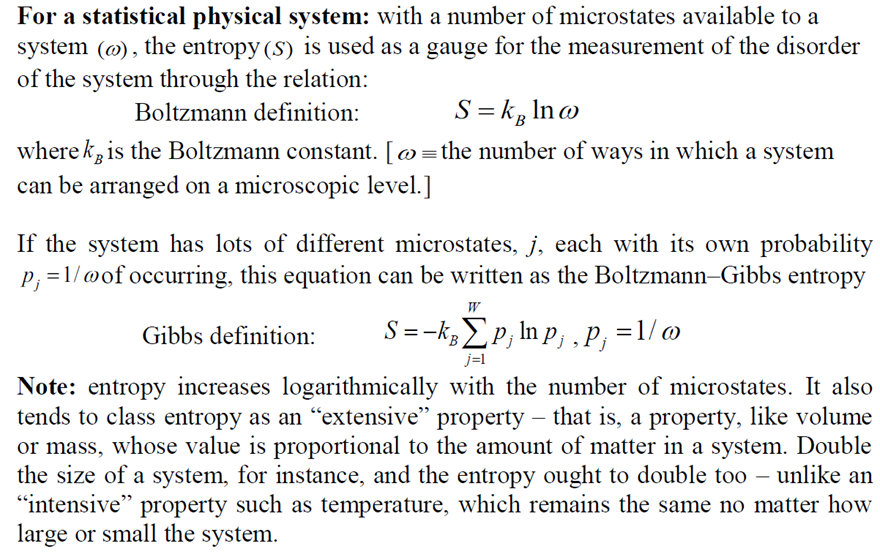 For a statistical physical system: with a number of microstates available to a
system (ω), the entropy(S) is used as a gauge for the measurement of the disorder
of the system through the relation:
Boltzmann definition: S = k_B ln ω
where k_B is the Boltzmann constant. [ ω ≡ the number of ways in which a system
can be arranged on a microscopic level.]
If the system has lots of different microstates, j, each with its own probability
p_j = 1/ω of occurring, this equation can be written as the Boltzmann–Gibbs entropy
Gibbs definition: S = −k_B ∑_{j=1}^{W} p_j ln p_j , p_j = 1/ω
Note: entropy increases logarithmically with the number of microstates. It also
tends to class entropy as an “extensive” property – that is, a property, like volume
or mass, whose value is proportional to the amount of matter in a system. Double
the size of a system, for instance, and the entropy ought to double too – unlike an
“intensive” property such as temperature, which remains the same no matter how
large or small the system.